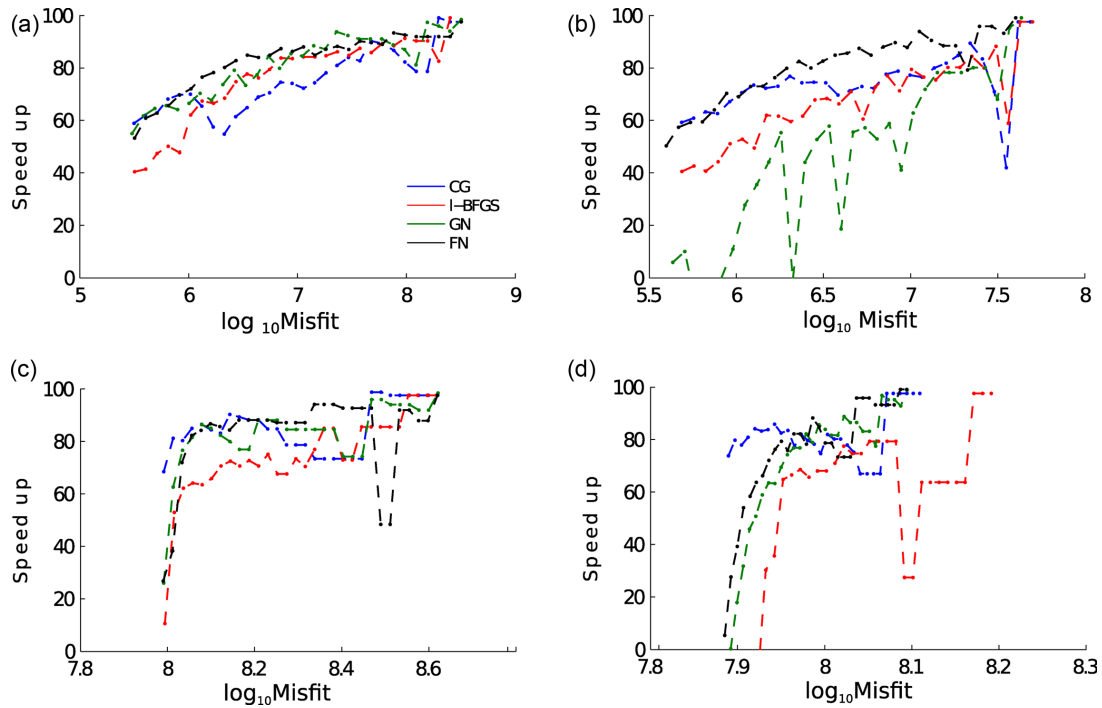 (a)
100
80
60
40
20
0
Speed up
5
6
7
8
9
log 10Misfit
CG
l-BFGS
GN
FN
(b)
100
80
60
40
20
0
Speed up
5.5
6
6.5
7
7.5
8
log10 Misfit
(c)
100
80
60
40
20
0
Speed up
7.8
8
8.2
8.4
8.6
log10Misfit
(d)
100
80
60
40
20
0
Speed up
7.8
7.9
8
8.1
8.2
8.3
log10Misfit